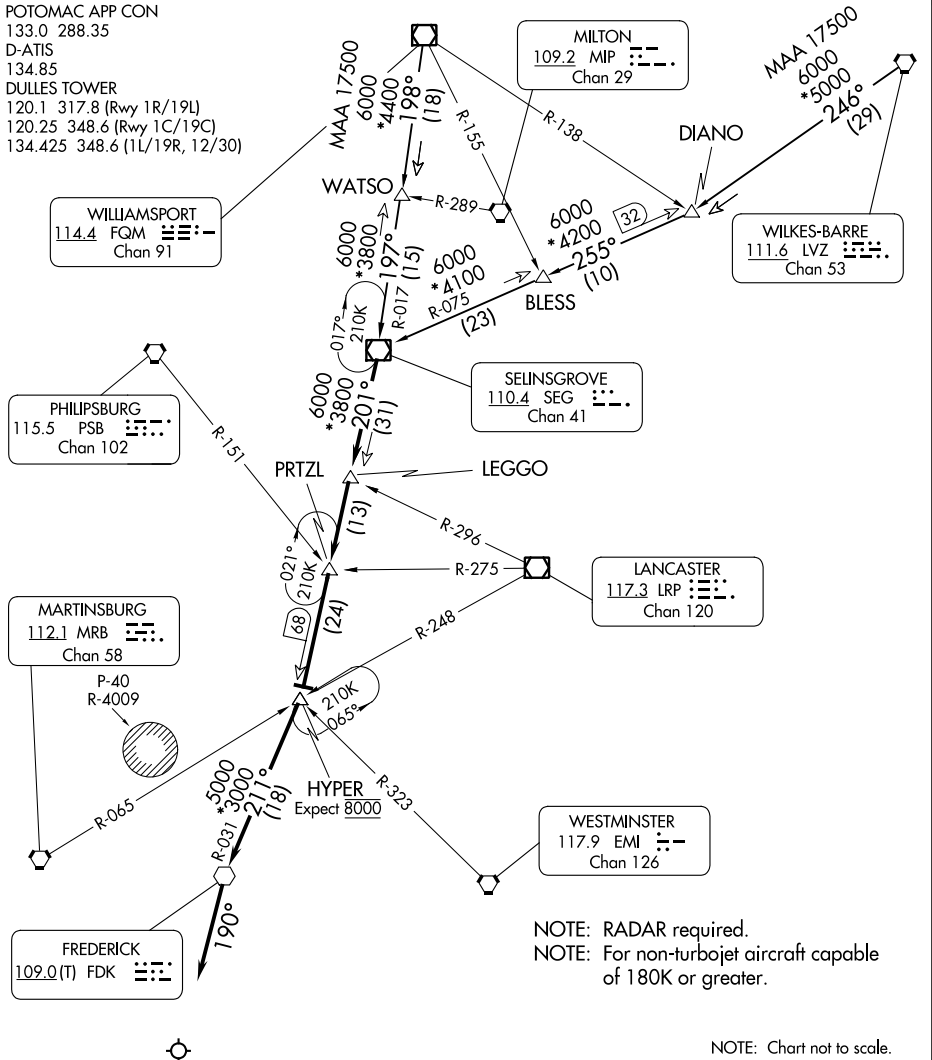 POTOMAC APP CON
133.0 288.35
D-ATIS
134.85
DULLES TOWER
120.1 317.8 (Rwy 1R/19L)
120.25 348.6 (Rwy 1C/19C)
134.425 348.6 (1L/19R, 12/30)
MAA 17500
6000
*4400
198°
(18)
MILTON
109.2 MIP
Chan 29
MAA 17500
6000
*5000
246°
(29)
R-155
R-138
DIANO
WATSO
R-289
WILLIAMSPORT
114.4 FQM
Chan 91
6000
*4200
255°
(10)
32
WILKES-BARRE
111.6 LVZ
Chan 53
6000
*3800
197°
(15)
R-017
6000
*4100
R-075
(23)
BLESS
017°
210K
SELINSGROVE
110.4 SEG
Chan 41
6000
*3800
201°
(31)
PHILIPSBURG
115.5 PSB
Chan 102
R-151
PRTZL
LEGGO
(13)
R-296
021°
210K
R-275
LANCASTER
117.3 LRP
Chan 120
68
(24)
R-248
MARTINSBURG
112.1 MRB
Chan 58
P-40
R-4009
210K
065°
HYPER
Expect 8000
R-065
R-323
5000
*3000
211°
(18)
R-031
WESTMINSTER
117.9 EMI
Chan 126
190°
FREDERICK
109.0 (T) FDK
NOTE: RADAR required.
NOTE: For non-turbojet aircraft capable
of 180K or greater.
NOTE: Chart not to scale.